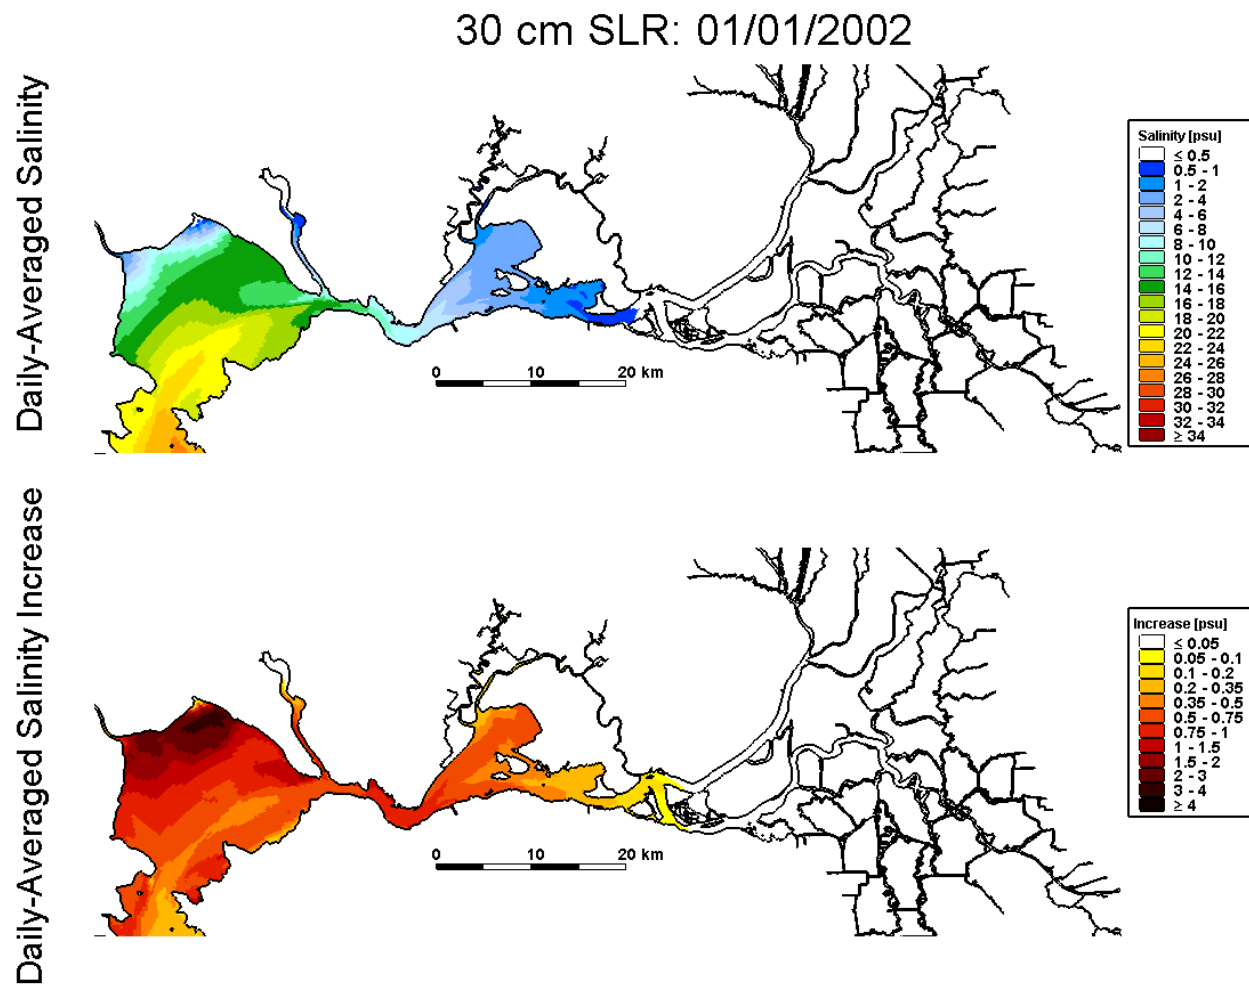 30 cm SLR: 01/01/2002
Daily-Averaged Salinity
Salinity [psu]
≤ 0.5
0.5 - 1
1 - 2
2 - 4
4 - 6
6 - 8
8 - 10
10 - 12
12 - 14
14 - 16
16 - 18
18 - 20
20 - 22
22 - 24
24 - 26
26 - 28
28 - 30
30 - 32
32 - 34
≥ 34
0 10 20 km
Daily-Averaged Salinity Increase
Increase [psu]
≤ 0.05
0.05 - 0.1
0.1 - 0.2
0.2 - 0.35
0.35 - 0.5
0.5 - 0.75
0.75 - 1
1 - 1.5
1.5 - 2
2 - 3
3 - 4
≥ 4
0 10 20 km